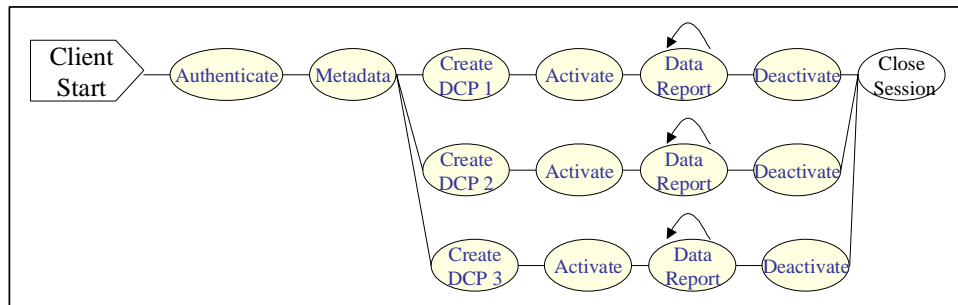 Client
Start
Authenticate
Metadata
Create
DCP 1
Activate
Data
Report
Deactivate
Close
Session
Create
DCP 2
Activate
Data
Report
Deactivate
Create
DCP 3
Activate
Data
Report
Deactivate